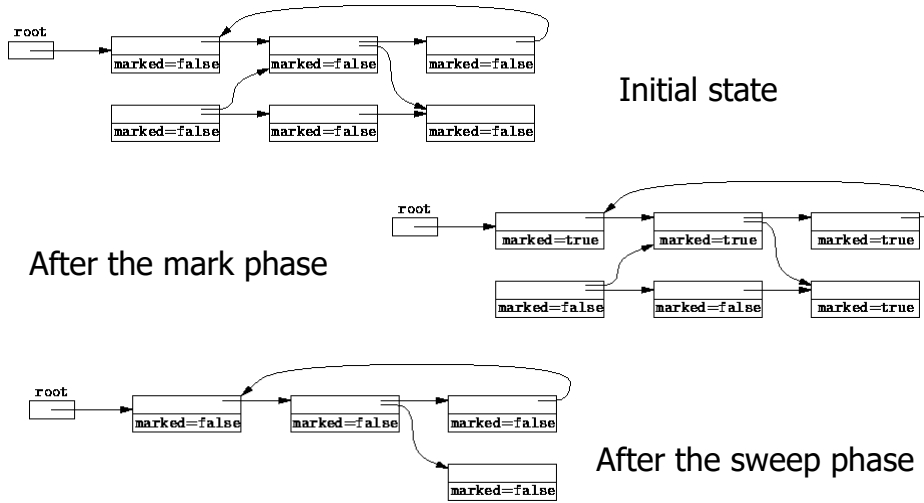 root
marked=false marked=false marked=false
Initial state
marked=false marked=false marked=false
root
marked=true marked=true marked=true
After the mark phase
marked=false marked=false marked=true
root
marked=false marked=false marked=false
After the sweep phase
marked=false